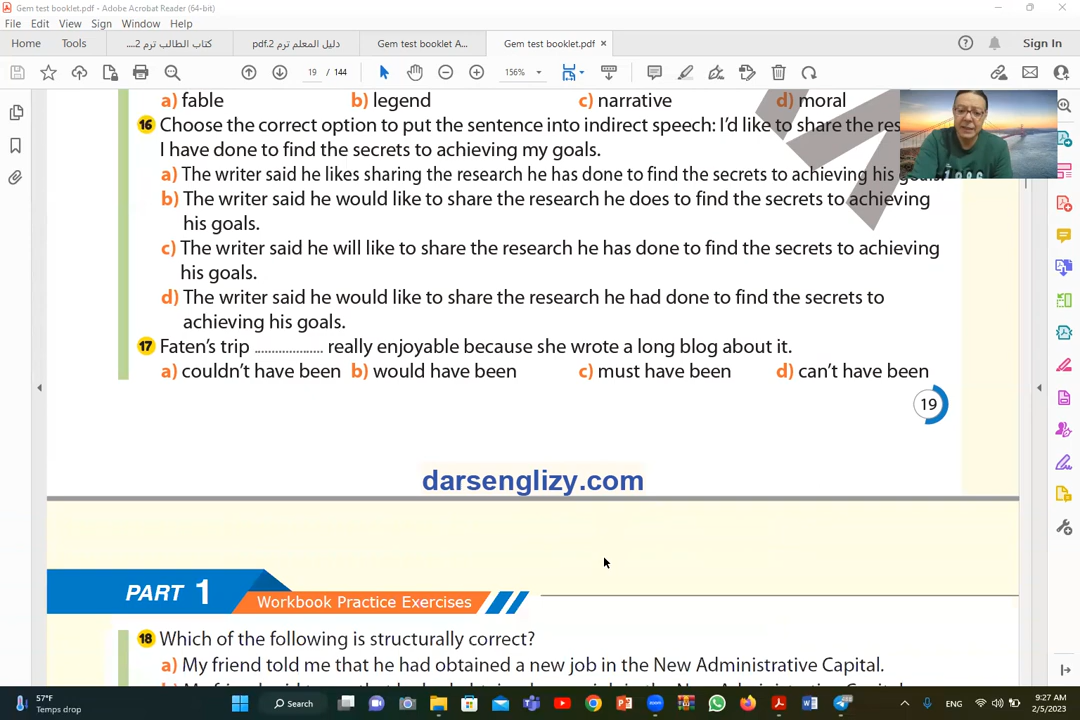 Gem test booklet.pdf - Adobe Acrobat Reader (64-bit)
File Edit View Sign Window Help
Home Tools كتاب الطالب ترم 2.... دليل المعلم ترم 2.pdf Gem test booklet A... Gem test booklet.pdf × Sign In
19 / 144 156%
a) fable b) legend c) narrative d) moral
16 Choose the correct option to put the sentence into indirect speech: I'd like to share the res
I have done to find the secrets to achieving my goals.
a) The writer said he likes sharing the research he has done to find the secrets to achieving his goals.
b) The writer said he would like to share the research he does to find the secrets to achieving
his goals.
c) The writer said he will like to share the research he has done to find the secrets to achieving
his goals.
d) The writer said he would like to share the research he had done to find the secrets to
achieving his goals.
17 Faten's trip ..................... really enjoyable because she wrote a long blog about it.
a) couldn't have been b) would have been c) must have been d) can't have been
19
darsenglizy.com
PART 1
Workbook Practice Exercises
18 Which of the following is structurally correct?
a) My friend told me that he had obtained a new job in the New Administrative Capital.
57°F
Temps drop
Search
ENG
9:27 AM
2/5/2023